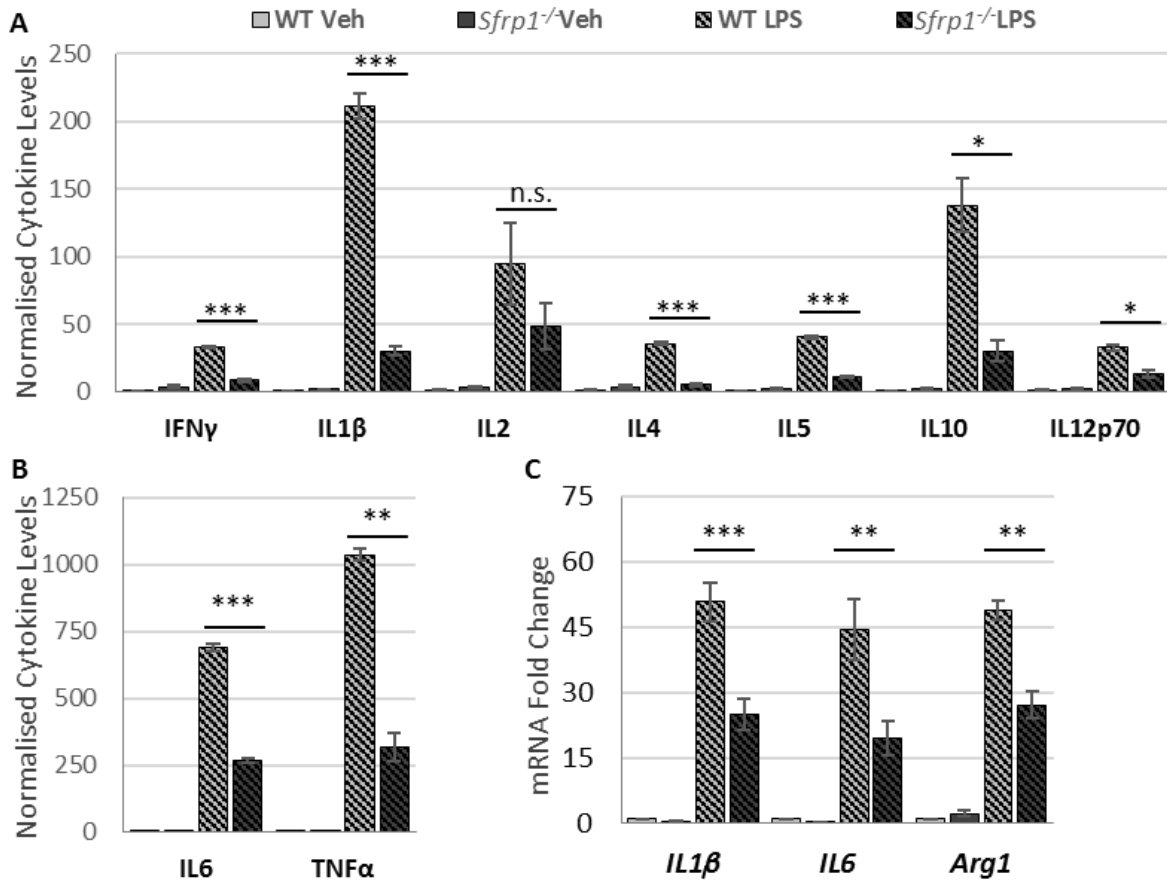 A
WT Veh Sfrp1-/-Veh WT LPS Sfrp1-/-LPS
Normalised Cytokine Levels
250
200
150
100
50
0
***
***
n.s.
***
***
*
*
IFNγ IL1β IL2 IL4 IL5 IL10 IL12p70
B
Normalised Cytokine Levels
1250
1000
750
500
250
0
***
**
IL6 TNFα
C
mRNA Fold Change
75
60
45
30
15
0
***
**
**
IL1β IL6 Arg1